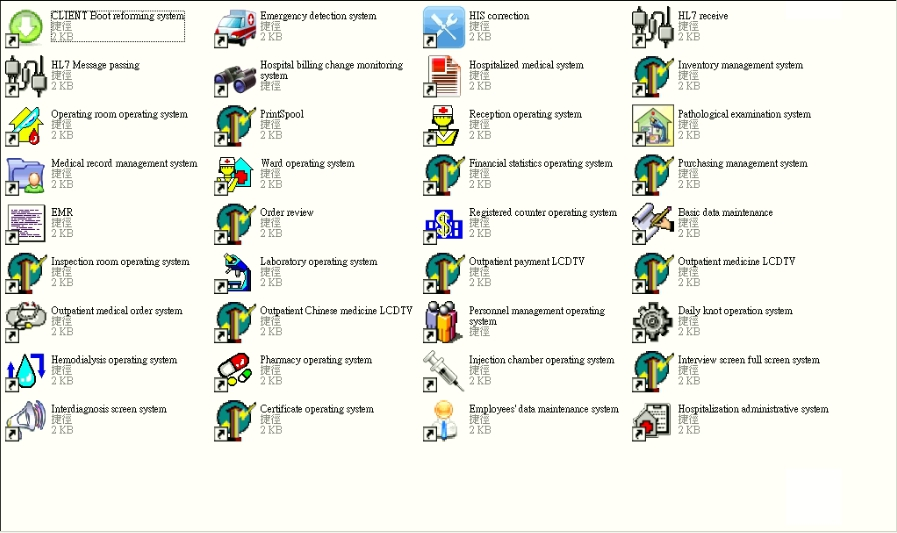 CLIENT Boot reforming system
捷徑
2 KB
Emergency detection system
捷徑
2 KB
HIS correction
捷徑
2 KB
HL7 receive
捷徑
2 KB
HL7 Message passing
捷徑
2 KB
Hospital billing change monitoring
system
捷徑
2 KB
Hospitalized medical system
捷徑
2 KB
Inventory management system
捷徑
2 KB
Operating room operating system
捷徑
2 KB
PrintSpool
捷徑
2 KB
Reception operating system
捷徑
2 KB
Pathological examination system
捷徑
2 KB
Medical record management system
捷徑
2 KB
Ward operating system
捷徑
2 KB
Financial statistics operating system
捷徑
2 KB
Purchasing management system
捷徑
2 KB
EMR
捷徑
2 KB
Order review
捷徑
2 KB
Registered counter operating system
捷徑
2 KB
Basic data maintenance
捷徑
2 KB
Inspection room operating system
捷徑
2 KB
Laboratory operating system
捷徑
2 KB
Outpatient payment LCDTV
捷徑
2 KB
Outpatient medicine LCDTV
捷徑
2 KB
Outpatient medical order system
捷徑
2 KB
Outpatient Chinese medicine LCDTV
捷徑
2 KB
Personnel management operating
system
捷徑
Daily knot operation system
捷徑
2 KB
Hemodialysis operating system
捷徑
2 KB
Pharmacy operating system
捷徑
2 KB
Injection chamber operating system
捷徑
2 KB
Interview screen full screen system
捷徑
2 KB
Interdiagnosis screen system
捷徑
2 KB
Certificate operating system
捷徑
2 KB
Employees' data maintenance system
捷徑
2 KB
Hospitalization administrative system
捷徑
2 KB